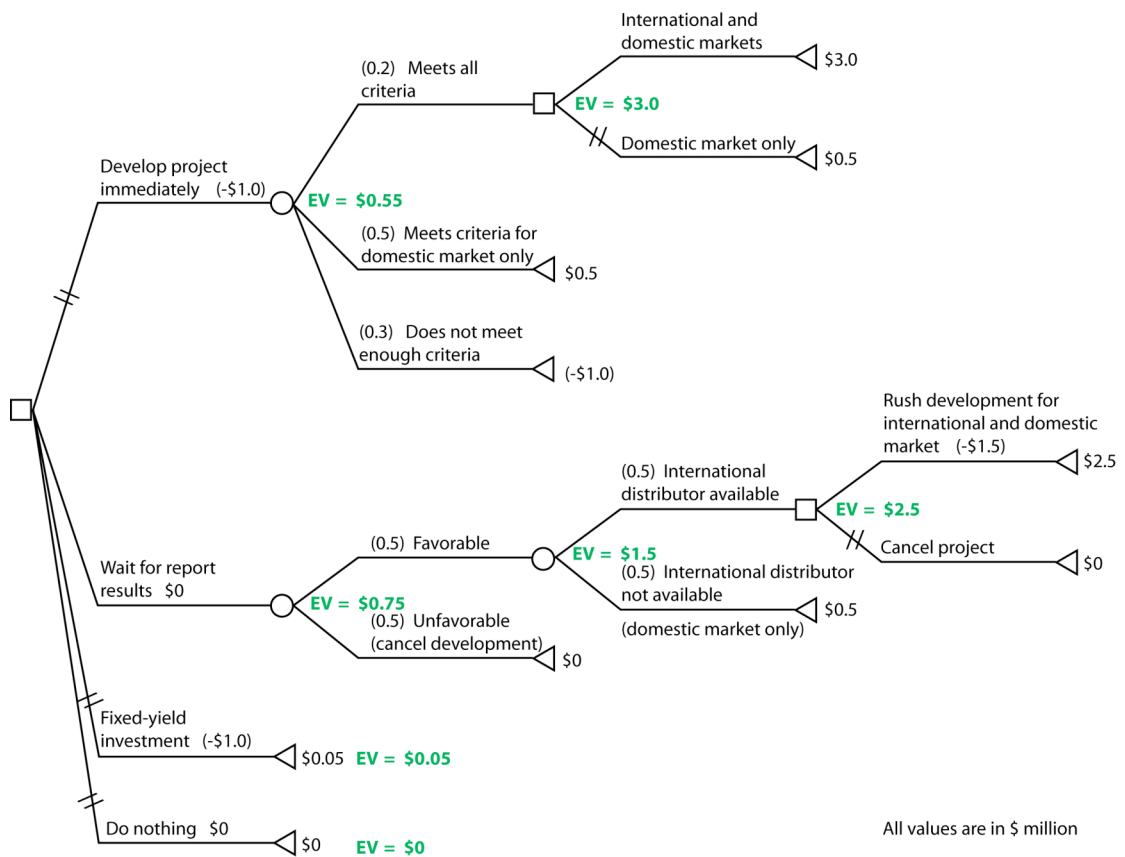 International and
domestic markets
$3.0
(0.2) Meets all
criteria
EV = $3.0
Domestic market only
$0.5
Develop project
immediately (-$1.0)
EV = $0.55
(0.5) Meets criteria for
domestic market only
$0.5
(0.3) Does not meet
enough criteria
(-$1.0)
Rush development for
international and domestic
market (-$1.5)
$2.5
(0.5) International
distributor available
EV = $2.5
Cancel project
$0
(0.5) Favorable
EV = $1.5
(0.5) International distributor
not available
(domestic market only)
$0.5
Wait for report
results $0
EV = $0.75
(0.5) Unfavorable
(cancel development)
$0
Fixed-yield
investment (-$1.0)
$0.05 EV = $0.05
Do nothing $0
$0 EV = $0
All values are in $ million